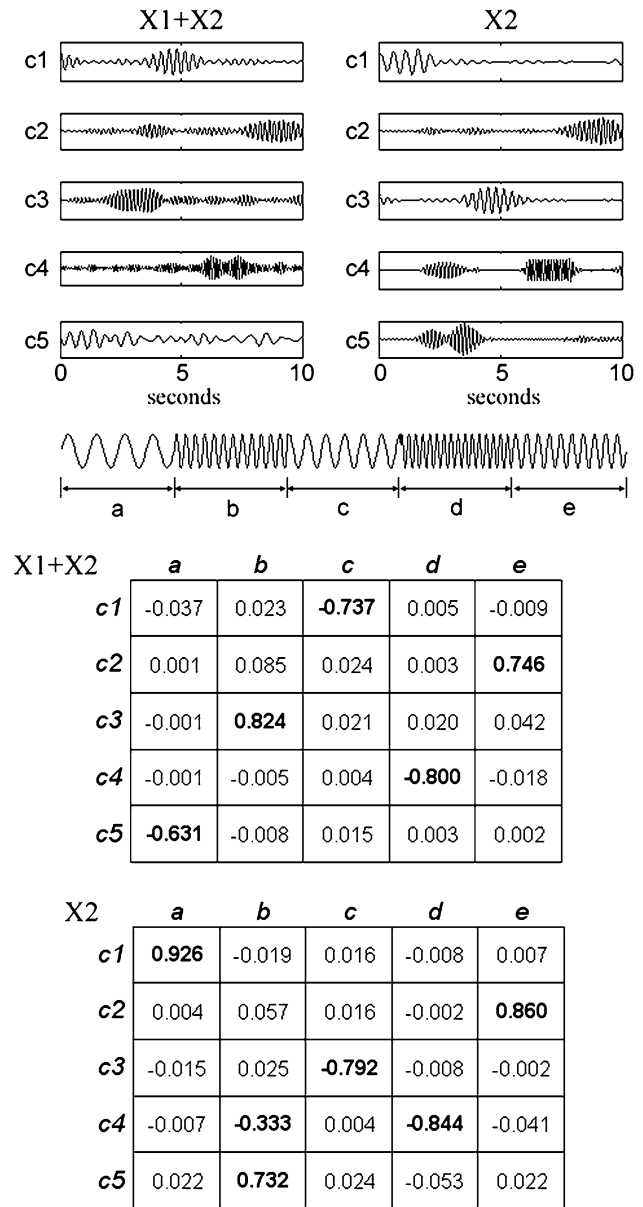 X1+X2 X2
c1 c1
c2 c2
c3 c3
c4 c4
c5 c5
0 5 10 0 5 10
seconds seconds
a b c d e
X1+X2 a b c d e
c1 -0.037 0.023 -0.737 0.005 -0.009
c2 0.001 0.085 0.024 0.003 0.746
c3 -0.001 0.824 0.021 0.020 0.042
c4 -0.001 -0.005 0.004 -0.800 -0.018
c5 -0.631 -0.008 0.015 0.003 0.002
X2 a b c d e
c1 0.926 -0.019 0.016 -0.008 0.007
c2 0.004 0.057 0.016 -0.002 0.860
c3 -0.015 0.025 -0.792 -0.008 -0.002
c4 -0.007 -0.333 0.004 -0.844 -0.041
c5 0.022 0.732 0.024 -0.053 0.022